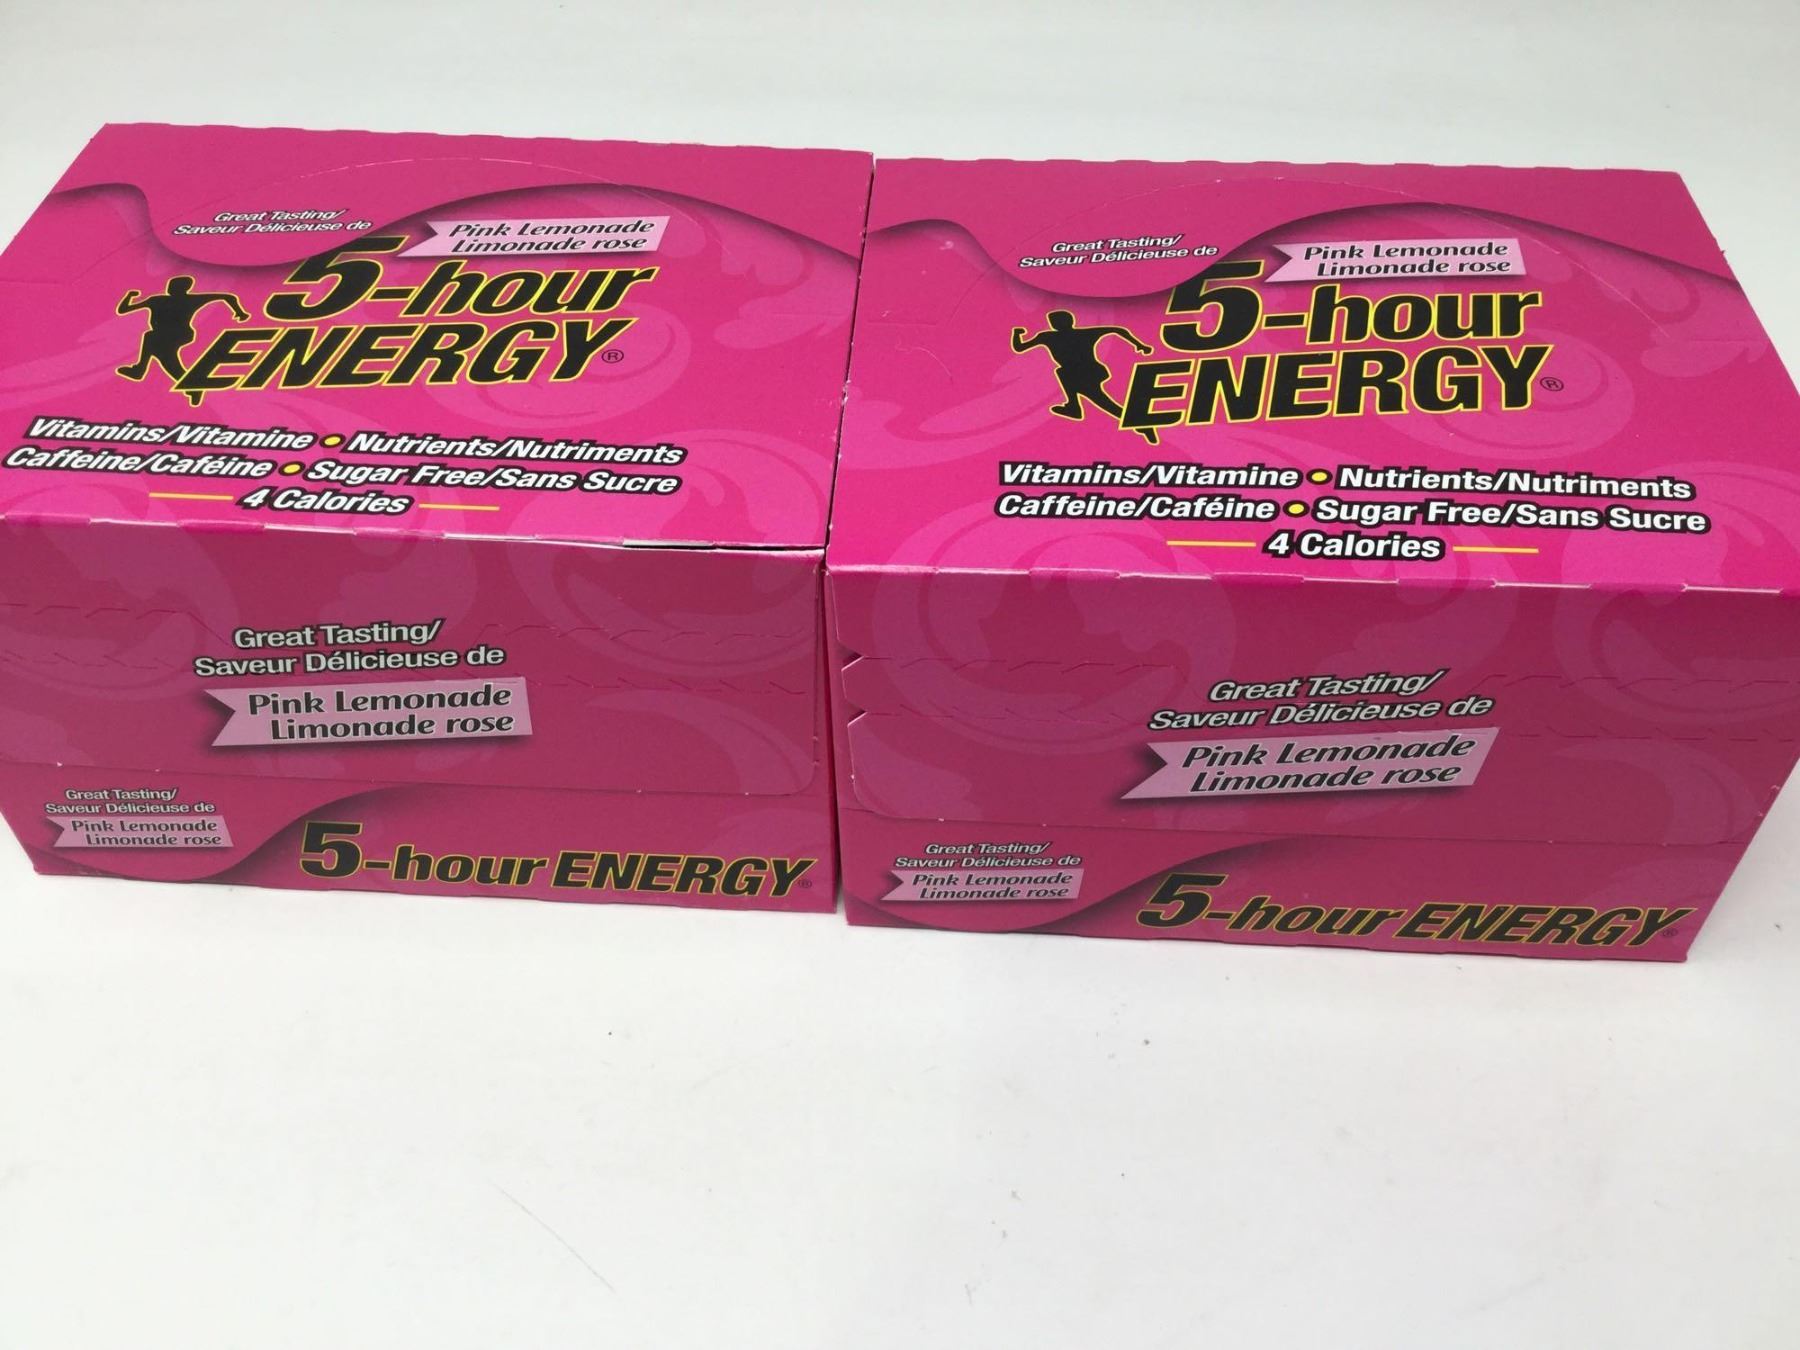 Great Tasting/
Saveur Délicieuse de
Pink Lemonade
Limonade rose
5-hour
ENERGY®
Vitamins/Vitamine • Nutrients/Nutriments
Caffeine/Caféine • Sugar Free/Sans Sucre
4 Calories
Great Tasting/
Saveur Délicieuse de
Pink Lemonade
Limonade rose
Great Tasting/
Saveur Délicieuse de
Pink Lemonade
Limonade rose
5-hour ENERGY®
Great Tasting/
Saveur Délicieuse de
Pink Lemonade
Limonade rose
5-hour
ENERGY®
Vitamins/Vitamine • Nutrients/Nutriments
Caffeine/Caféine • Sugar Free/Sans Sucre
4 Calories
Great Tasting/
Saveur Délicieuse de
Pink Lemonade
Limonade rose
Great Tasting/
Saveur Délicieuse de
Pink Lemonade
Limonade rose
5-hour ENERGY®